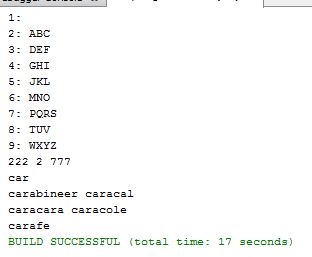 1:
2: ABC
3: DEF
4: GHI
5: JKL
6: MNO
7: PQRS
8: TUV
9: WXYZ
222 2 777
car
carabineer caracal
caracara caracole
carafe
BUILD SUCCESSFUL (total time: 17 seconds)